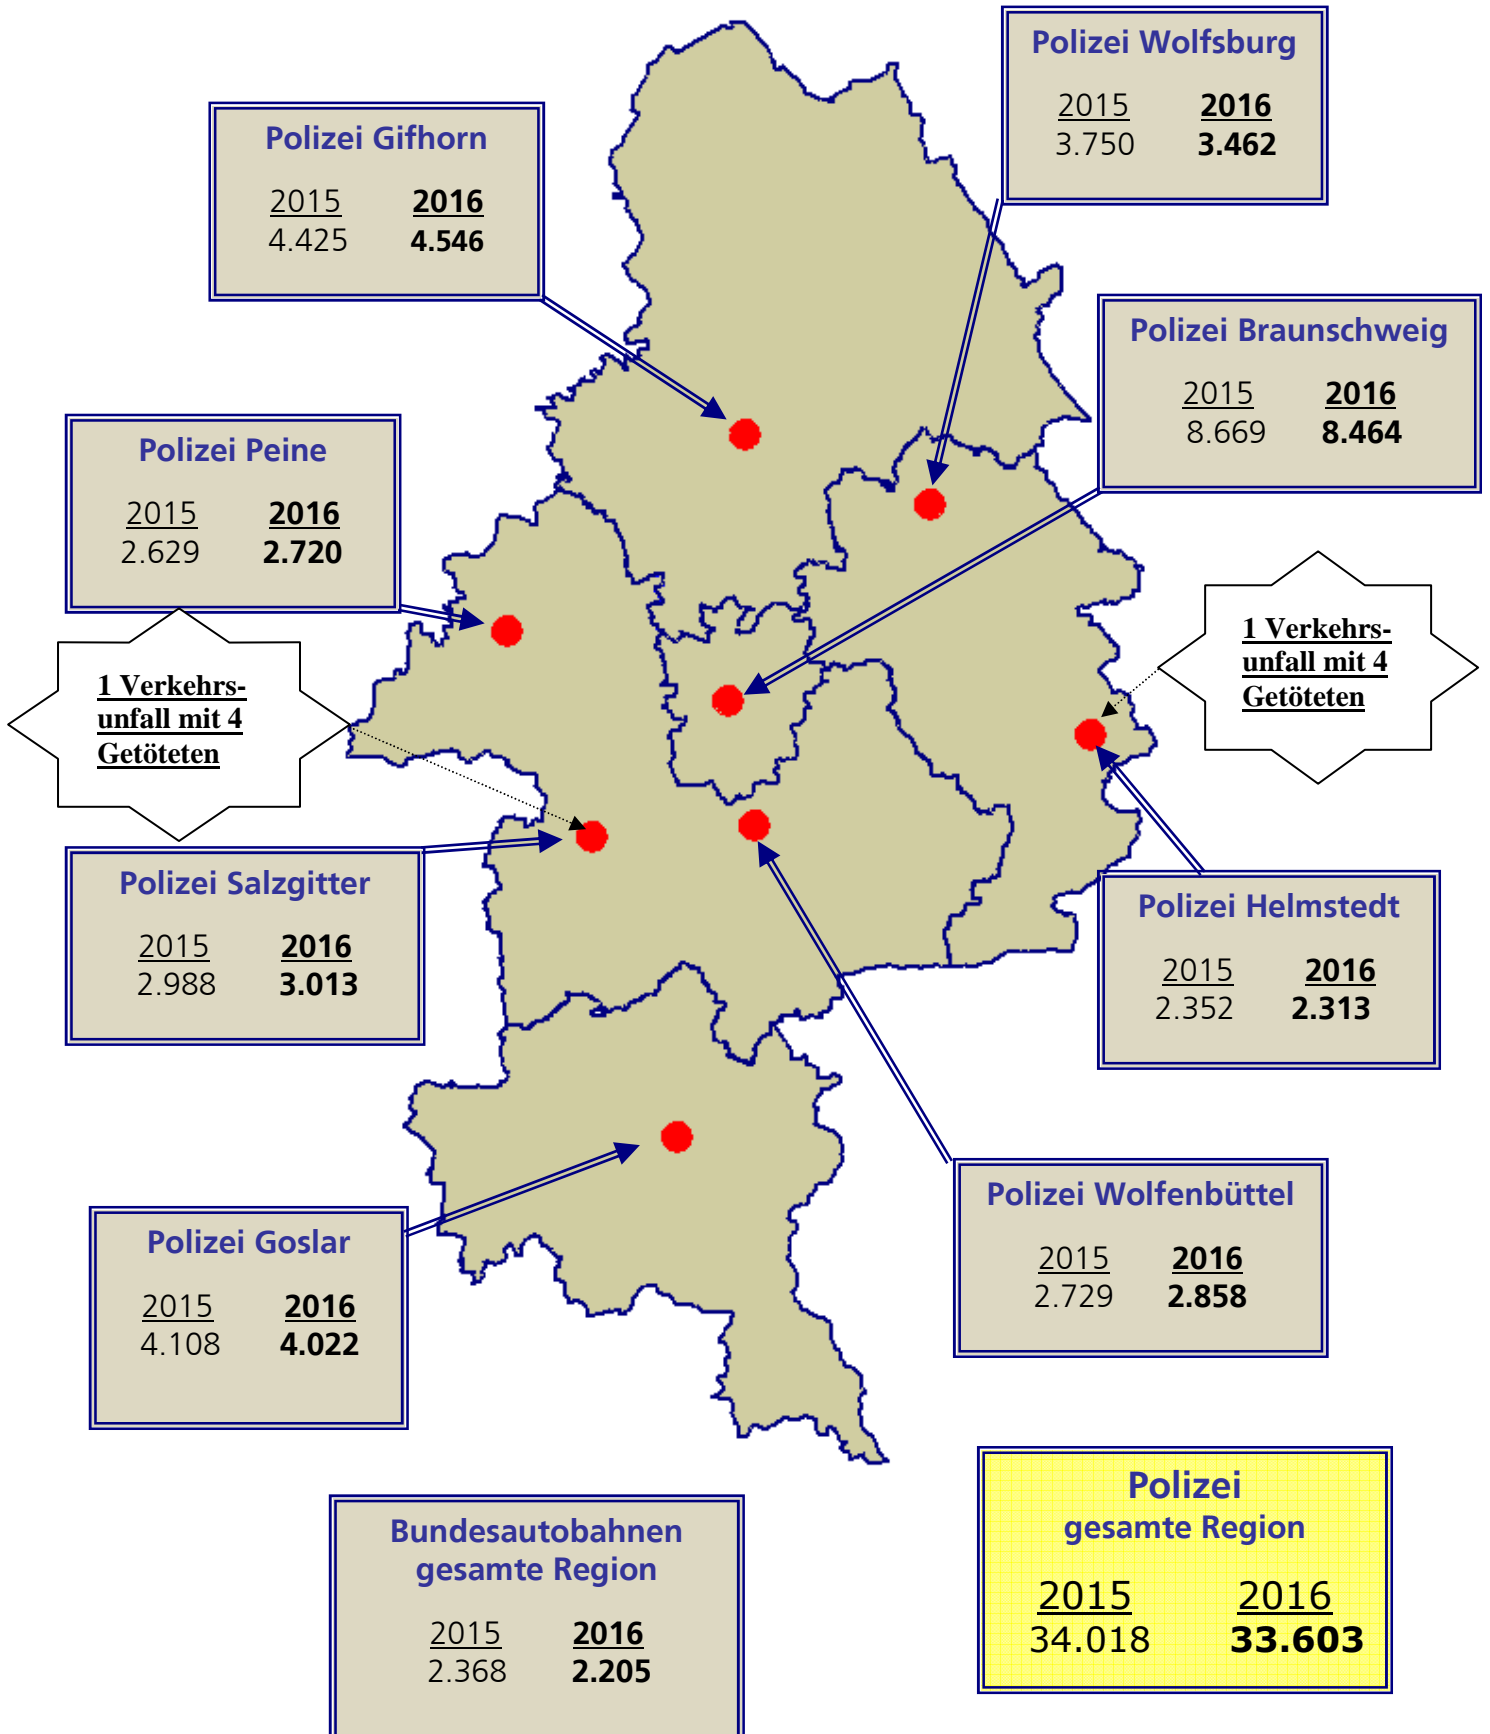 Polizei Wolfsburg
2015 2016
3.750 3.462
Polizei Gifhorn
2015 2016
4.425 4.546
Polizei Braunschweig
2015 2016
8.669 8.464
Polizei Peine
2015 2016
2.629 2.720
1 Verkehrs-
unfall mit 4
Getöteten
1 Verkehrs-
unfall mit 4
Getöteten
Polizei Salzgitter
2015 2016
2.988 3.013
Polizei Helmstedt
2015 2016
2.352 2.313
Polizei Wolfenbüttel
2015 2016
2.729 2.858
Polizei Goslar
2015 2016
4.108 4.022
Polizei
gesamte Region
2015 2016
34.018 33.603
Bundesautobahnen
gesamte Region
2015 2016
2.368 2.205